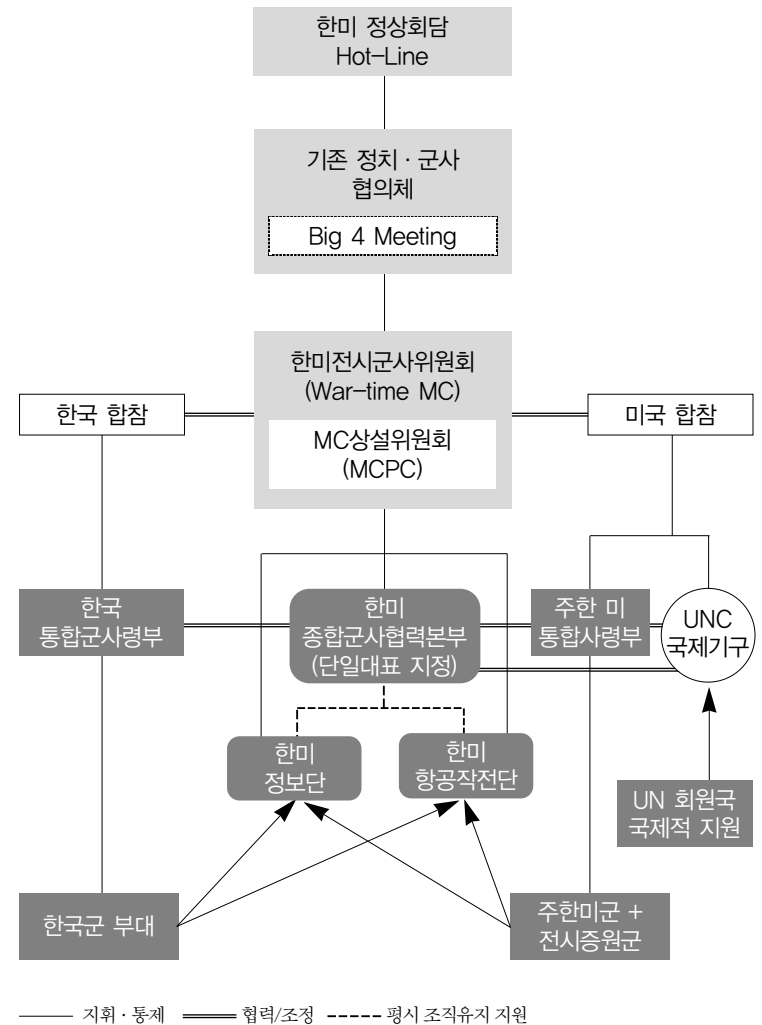 한미 정상회담
Hot-Line
기존 정치 · 군사
협의체
Big 4 Meeting
한미전시군사위원회
(War-time MC)
한국 합참
미국 합참
MC상설위원회
(MCPC)
한국
통합군사령부
한미
종합군사협력본부
(단일대표 지정)
주한 미
통합사령부
UNC
국제기구
한미
정보단
한미
항공작전단
UN 회원국
국제적 지원
한국군 부대
주한미군 +
전시증원군
지휘 · 통제
협력/조정
평시 조직유지 지원